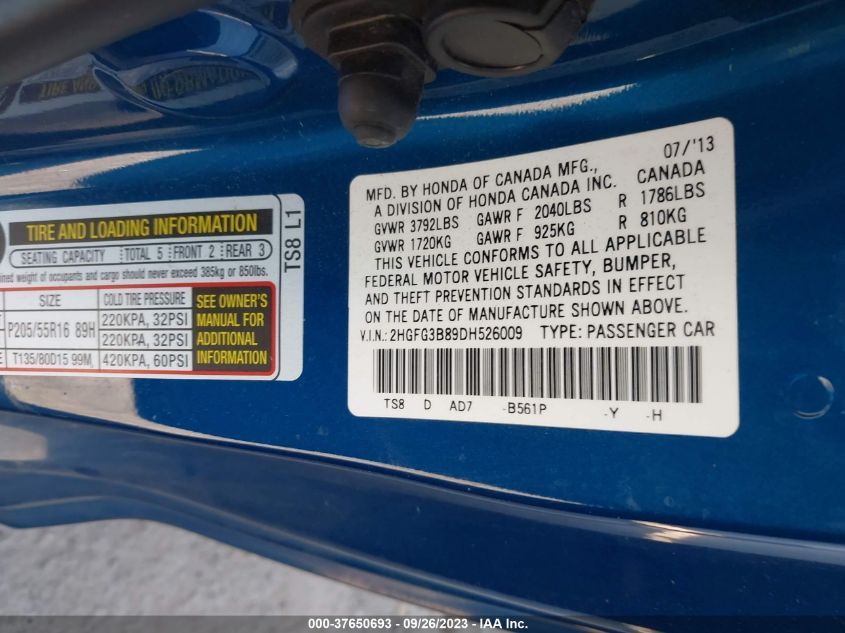 TIRE AND LOADING INFORMATION
SEATING CAPACITY TOTAL 5 FRONT 2 REAR 3
weight of occupants and cargo should never exceed 385kg or 850lbs.
SIZE COLD TIRE PRESSURE SEE OWNER'S MANUAL FOR ADDITIONAL INFORMATION
P205/55R16 89H 220KPA, 32PSI
220KPA, 32PSI
T135/80D15 99M 420KPA, 60PSI
TS8 L1
MFD. BY HONDA OF CANADA MFG., 07/'13
A DIVISION OF HONDA CANADA INC. CANADA
GVWR 3792LBS GAWR F 2040LBS R 1786LBS
GVWR 1720KG GAWR F 925KG R 810KG
THIS VEHICLE CONFORMS TO ALL APPLICABLE
FEDERAL MOTOR VEHICLE SAFETY, BUMPER,
AND THEFT PREVENTION STANDARDS IN EFFECT
ON THE DATE OF MANUFACTURE SHOWN ABOVE.
V.I.N.: 2HGFG3B89DH526009 TYPE: PASSENGER CAR
TS8 D AD7 -B561P -Y -H
000-37650693 - 09/26/2023 - IAA Inc.